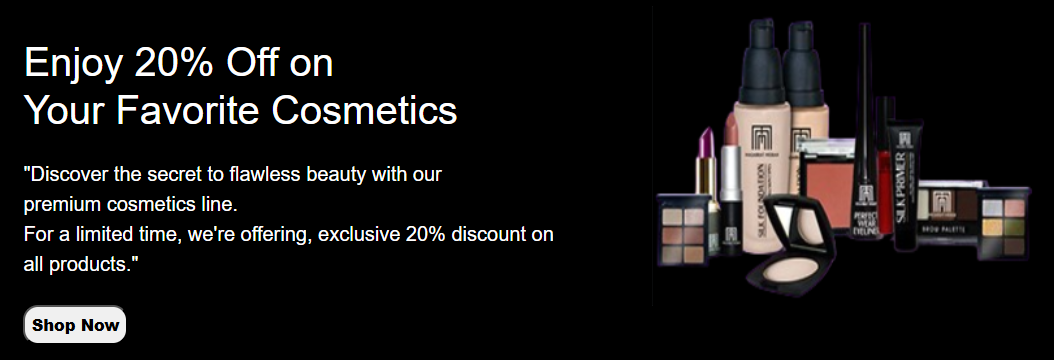 Enjoy 20% Off on
Your Favorite Cosmetics
"Discover the secret to flawless beauty with our
premium cosmetics line.
For a limited time, we're offering, exclusive 20% discount on
all products."
Shop Now
SILK FOUNDATION
PERFECT
WEAR
EYELINER
SILK PRIMER
BROW PALETTE